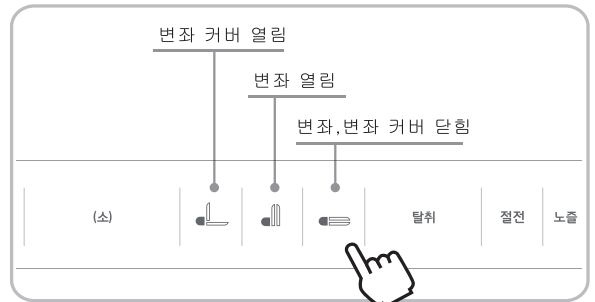 변좌 커버 열림
변좌 열림
변좌,변좌 커버 닫힘
(소) 탈취 절전 노즐